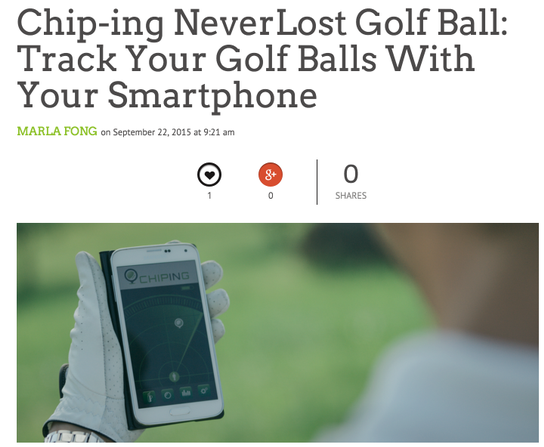 Chip-ing NeverLost Golf Ball:
Track Your Golf Balls With
Your Smartphone
MARLA FONG on September 22, 2015 at 9:21 am
g+
0
1
0
SHARES
CHIPING